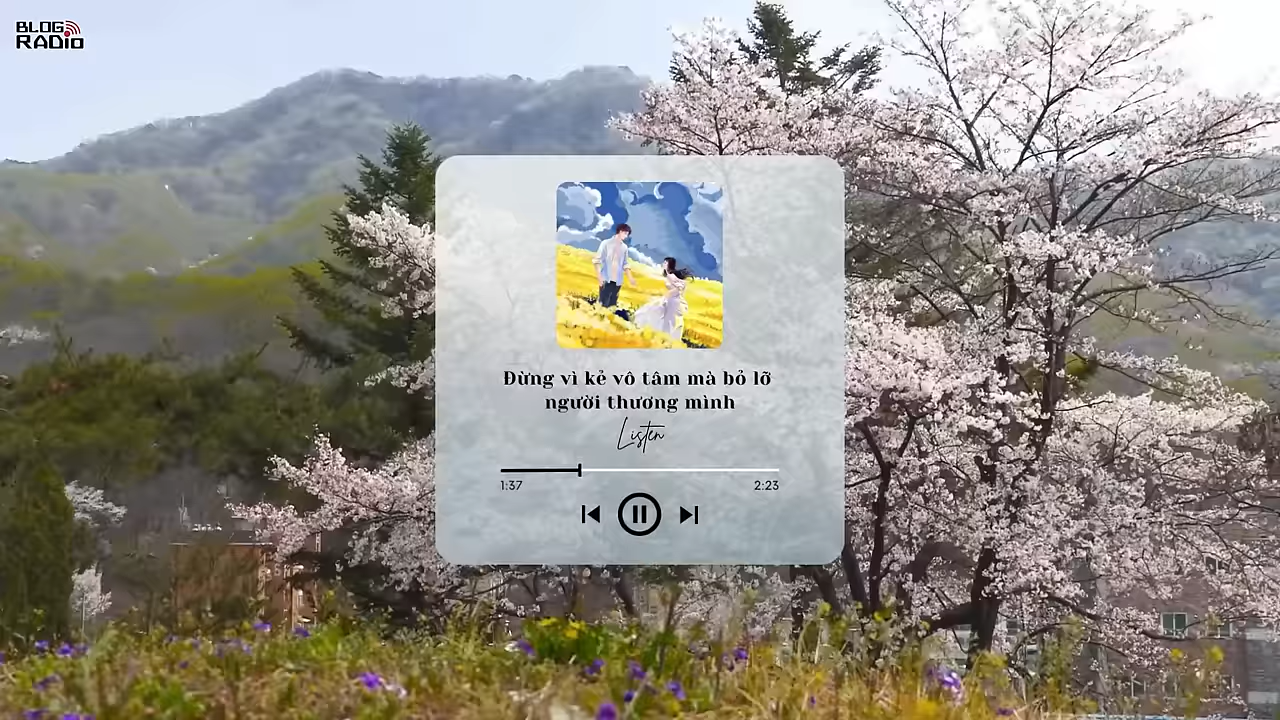 BLOG
RADIO
Đừng vì kẻ vô tâm mà bỏ lỡ
người thương mình
Listen
1:37 2:23